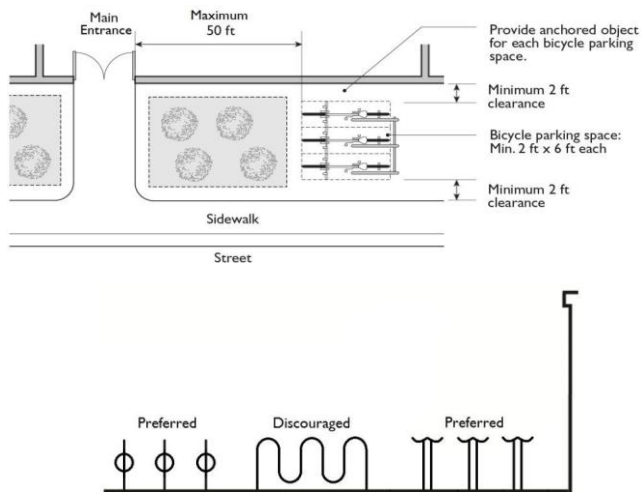 Main
Entrance
Maximum
50 ft
Provide anchored object
for each bicycle parking
space.
Minimum 2 ft
clearance
Bicycle parking space:
Min. 2 ft x 6 ft each
Minimum 2 ft
clearance
Sidewalk
Street
Preferred
Discouraged
Preferred